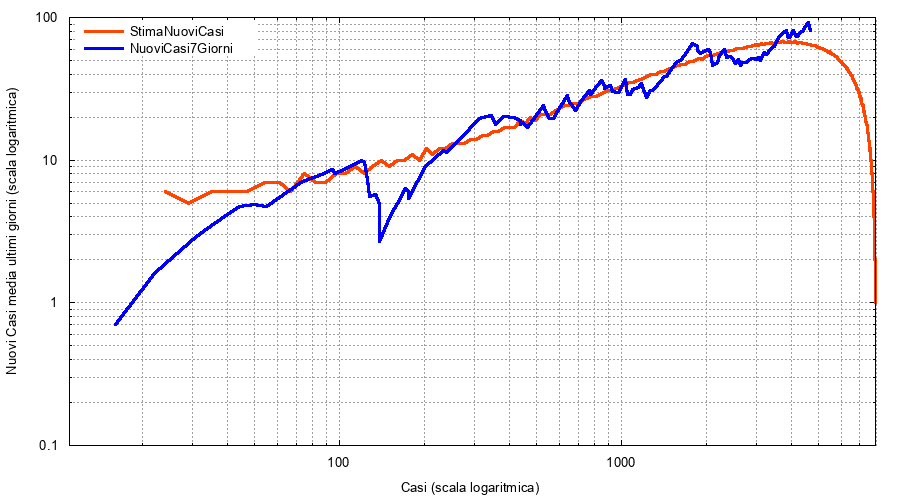 100
StimaNuoviCasi
NuoviCasi7Giorni
10
1
0.1
Nuovi Casi media ultimi giorni (scala logaritmica)
100
1000
Casi (scala logaritmica)